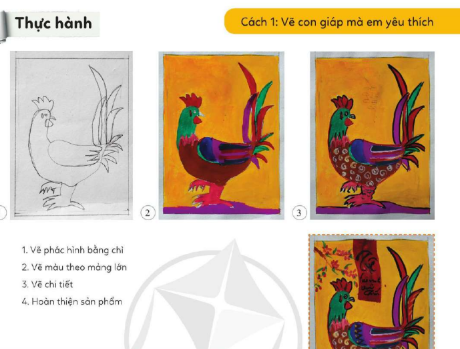 Thực hành
Cách 1: Vẽ con giáp mà em yêu thích
2
3
1. Vẽ phác hình bằng chì
2. Vẽ màu theo mảng lớn
3. Vẽ chi tiết
4. Hoàn thiện sản phẩm